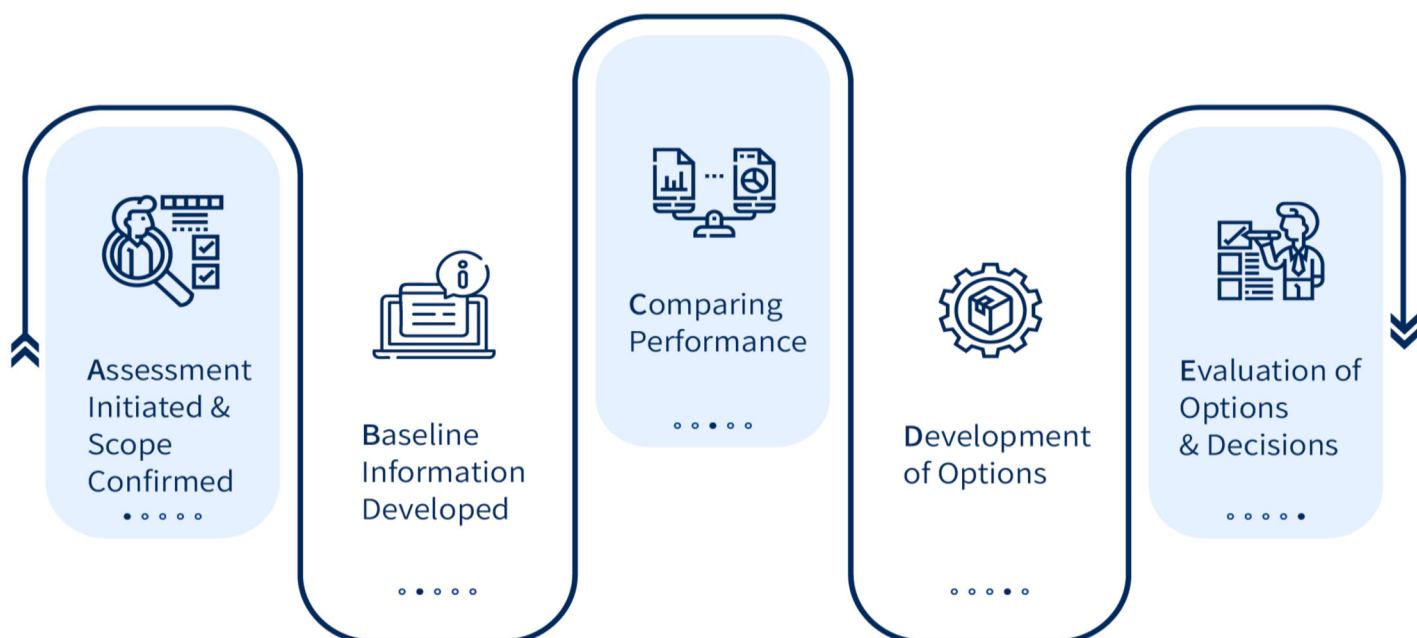 Assessment
Initiated &
Scope
Confirmed
Baseline
Information
Developed
Comparing
Performance
Development
of Options
Evaluation of
Options
& Decisions